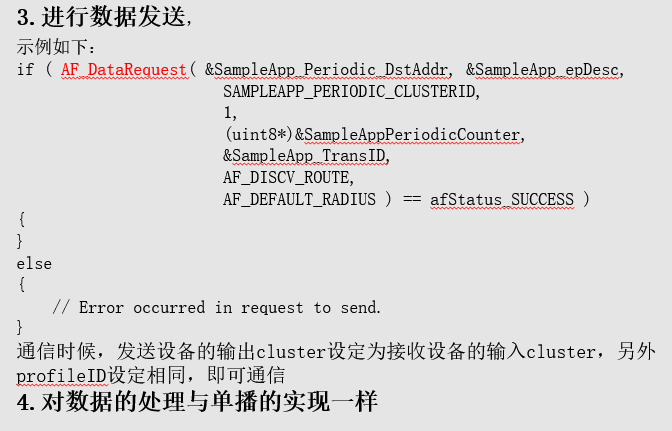 3.进行数据发送，
示例如下：
if ( AF_DataRequest( &SampleApp_Periodic_DstAddr, &SampleApp_epDesc,
SAMPLEAPP_PERIODIC_CLUSTERID,
1,
(uint8*)&SampleAppPeriodicCounter,
&SampleApp_TransID,
AF_DISCV_ROUTE,
AF_DEFAULT_RADIUS ) == afStatus_SUCCESS )
{
}
else
{
// Error occurred in request to send.
}
通信时候，发送设备的输出cluster设定为接收设备的输入cluster，另外
profileID设定相同，即可通信
4.对数据的处理与单播的实现一样